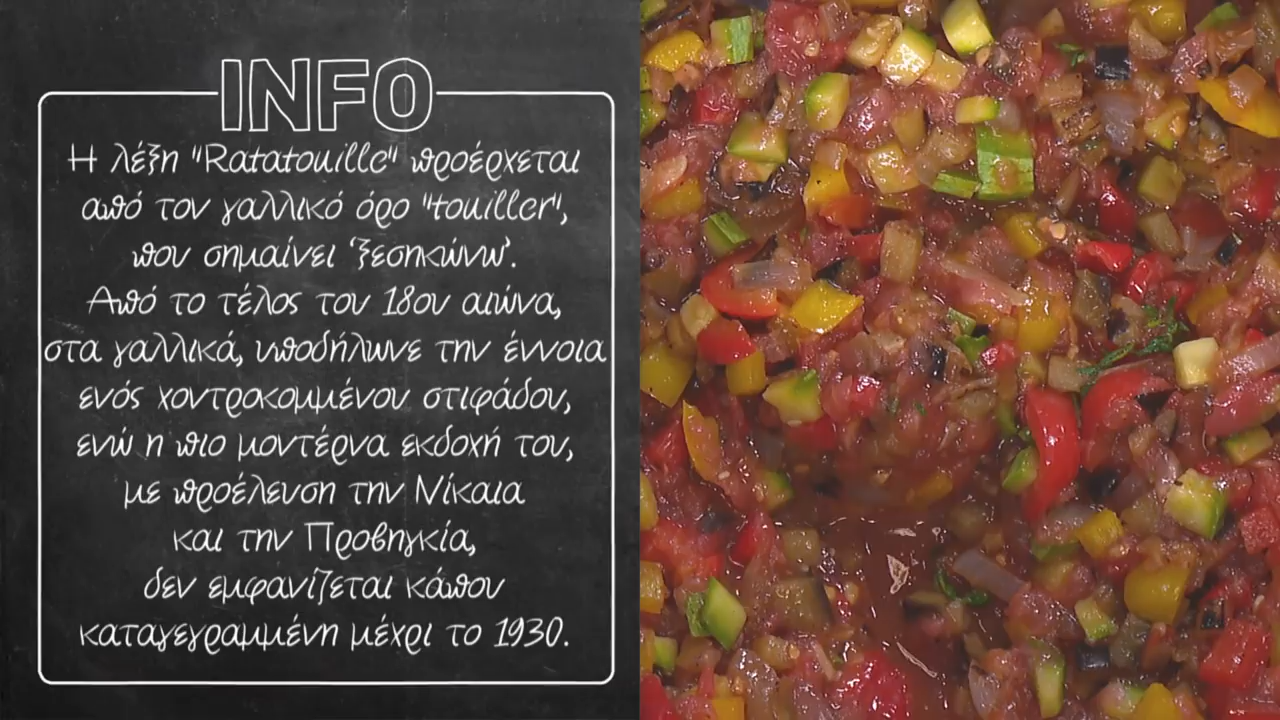 INFO
Η λέξη "Ratatouille" προέρχεται
από τον γαλλικό όρο "touiller",
που σημαίνει 'ξεσηκώνω'.
Από το τέλος του 18ου αιώνα,
στα γαλλικά, υποδήλωνε την έννοια
ενός χοντροκομμένου στιφάδου,
ενώ η πιο μοντέρνα εκδοχή του,
με προέλευση την Νίκαια
και την Προβηγκία,
δεν εμφανίζεται κάπου
καταγεγραμμένη μέχρι το 1930.